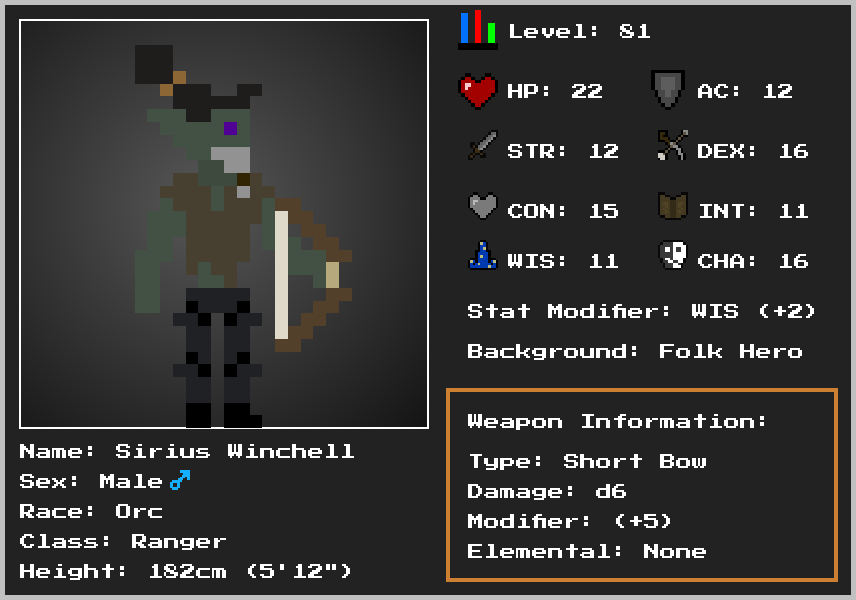 Level: 81
HP: 22
AC: 12
STR: 12
DEX: 16
CON: 15
INT: 11
WIS: 11
CHA: 16
Stat Modifier: WIS (+2)
Background: Folk Hero
Weapon Information:
Type: Short Bow
Damage: d6
Modifier: (+5)
Elemental: None
Name: Sirius Winchell
Sex: Male ♂
Race: Orc
Class: Ranger
Height: 182cm (5'12")